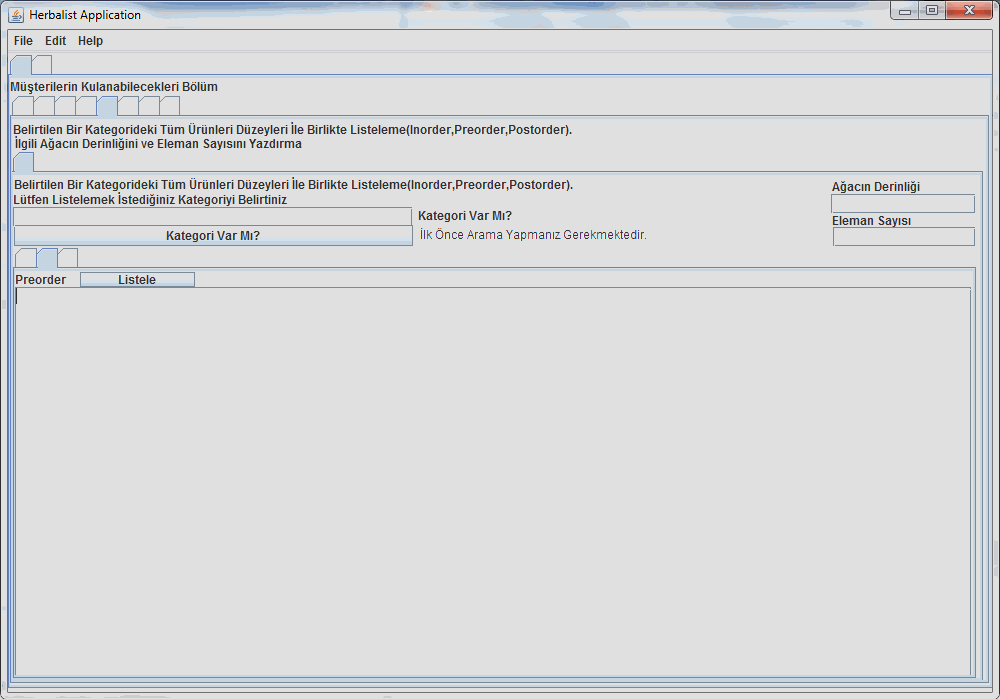 Herbalist Application
File Edit Help
Müşterilerin Kulanabilecekleri Bölüm
Belirtilen Bir Kategorideki Tüm Ürünleri Düzeyleri İle Birlikte Listeleme(Inorder,Preorder,Postorder).
İlgili Ağacın Derinliğini ve Eleman Sayısını Yazdırma
Belirtilen Bir Kategorideki Tüm Ürünleri Düzeyleri İle Birlikte Listeleme(Inorder,Preorder,Postorder).
Ağacın Derinliği
Lütfen Listelemek İstediğiniz Kategoriyi Belirtiniz
Kategori Var Mı?
Eleman Sayısı
Kategori Var Mı?
İlk Önce Arama Yapmanız Gerekmektedir.
Preorder
Listele